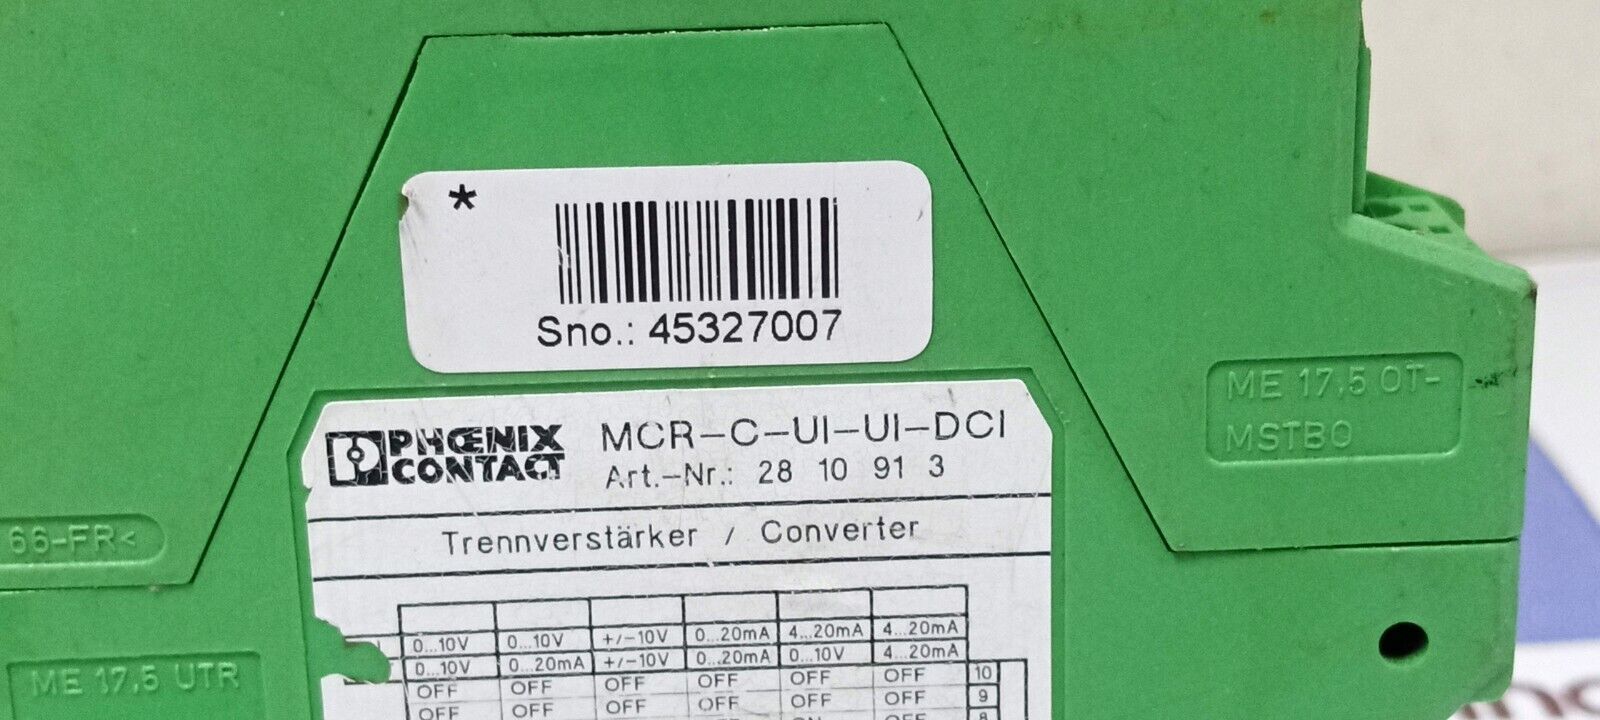 *
Sno.: 45327007
PHOENIX CONTACT
MCR-C-UI-UI-DCI
Art.-Nr.: 28 10 91 3
Trennverstärker / Converter
0...10V 0...10V +/-10V 0...20mA 4...20mA 4...20mA
0...10V 0...20mA +/-10V 0...20mA 0...10V 4...20mA
OFF OFF OFF OFF OFF OFF 10
OFF OFF OFF OFF OFF OFF 9
8
ME 17,5 OT-
MSTBO
66-FR<
ME 17,5 UTR